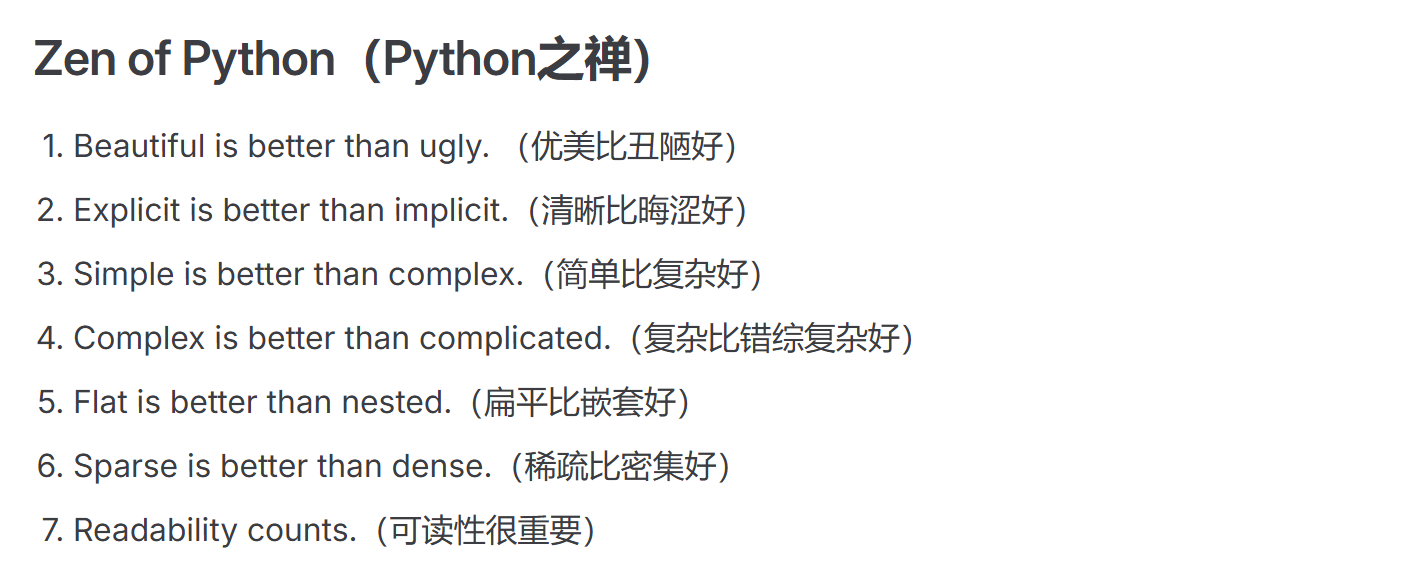 Zen of Python（Python之禅）
1. Beautiful is better than ugly. （优美比丑陋好）
2. Explicit is better than implicit.（清晰比晦涩好）
3. Simple is better than complex.（简单比复杂好）
4. Complex is better than complicated.（复杂比错综复杂好）
5. Flat is better than nested.（扁平比嵌套好）
6. Sparse is better than dense.（稀疏比密集好）
7. Readability counts.（可读性很重要）